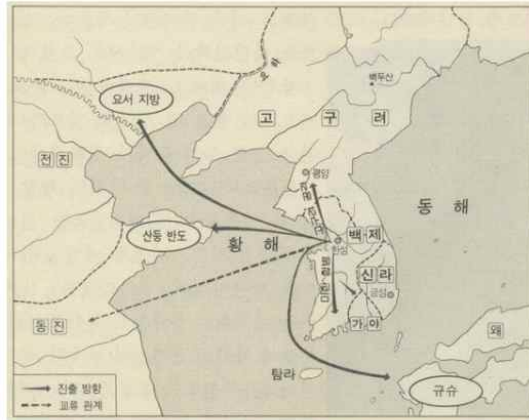 요하
백두산
요서 지방
고 구 려
전진
평양
동 해
산둥 반도
황 해
백 제
한성
신 라
금성
동진
가 야
왜
탐라
규슈
진출 방향
교류 관계